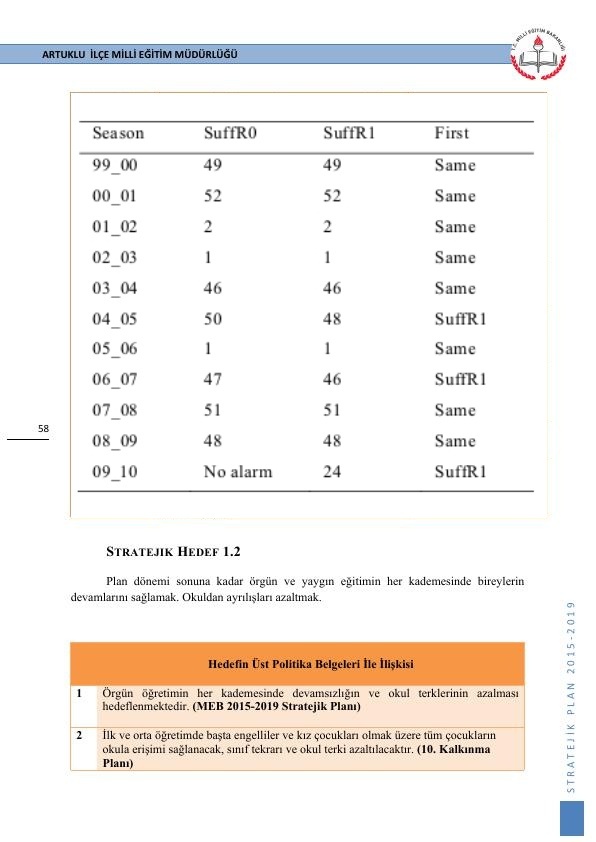 ARTUKLU İLÇE MİLLİ EĞİTİM MÜDÜRLÜĞÜ
T.C. MİLLİ EĞİTİM BAKANLIĞI
Season SuffR0 SuffR1 First
99_00 49 49 Same
00_01 52 52 Same
01_02 2 2 Same
02_03 1 1 Same
03_04 46 46 Same
04_05 50 48 SuffR1
05_06 1 1 Same
06_07 47 46 SuffR1
07_08 51 51 Same
08_09 48 48 Same
09_10 No alarm 24 SuffR1
58
STRATEJIK HEDEF 1.2
Plan dönemi sonuna kadar örgün ve yaygın eğitimin her kademesinde bireylerin
devamlarını sağlamak. Okuldan ayrılışları azaltmak.
Hedefin Üst Politika Belgeleri İle İlişkisi
1 Örgün öğretimin her kademesinde devamsızlığın ve okul terklerinin azalması
hedeflenmektedir. (MEB 2015-2019 Stratejik Planı)
2 İlk ve orta öğretimde başta engelliler ve kız çocukları olmak üzere tüm çocukların
okula erişimi sağlanacak, sınıf tekrarı ve okul terki azaltılacaktır. (10. Kalkınma
Planı)
STRATEJİK PLAN 2015-2019